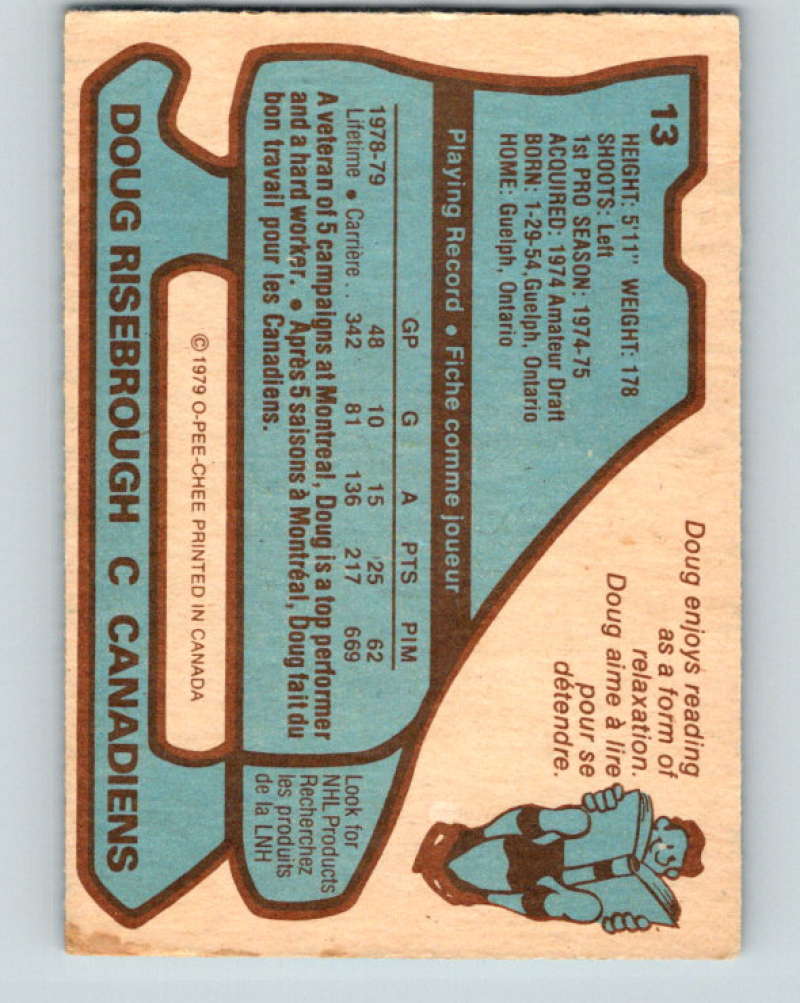 13
HEIGHT: 5'11" WEIGHT: 178
SHOOTS: Left
1st PRO SEASON: 1974-75
ACQUIRED: 1974 Amateur Draft
BORN: 1-29-54, Guelph, Ontario
HOME: Guelph, Ontario
Doug enjoys reading
as a form of
relaxation.
Doug aime à lire
pour se
détendre.
Playing Record • Fiche comme joueur
GP G A PTS PIM
1978-79 48 10 15 25 62
Lifetime • Carrière . . 342 81 136 217 669
A veteran of 5 campaigns at Montreal, Doug is a top performer
and a hard worker. • Après 5 saisons à Montréal, Doug fait du
bon travail pour les Canadiens.
Look for
NHL Products
Recherchez
les produits
de la LNH
© 1979 O-PEE-CHEE PRINTED IN CANADA
DOUG RISEBROUGH C CANADIENS